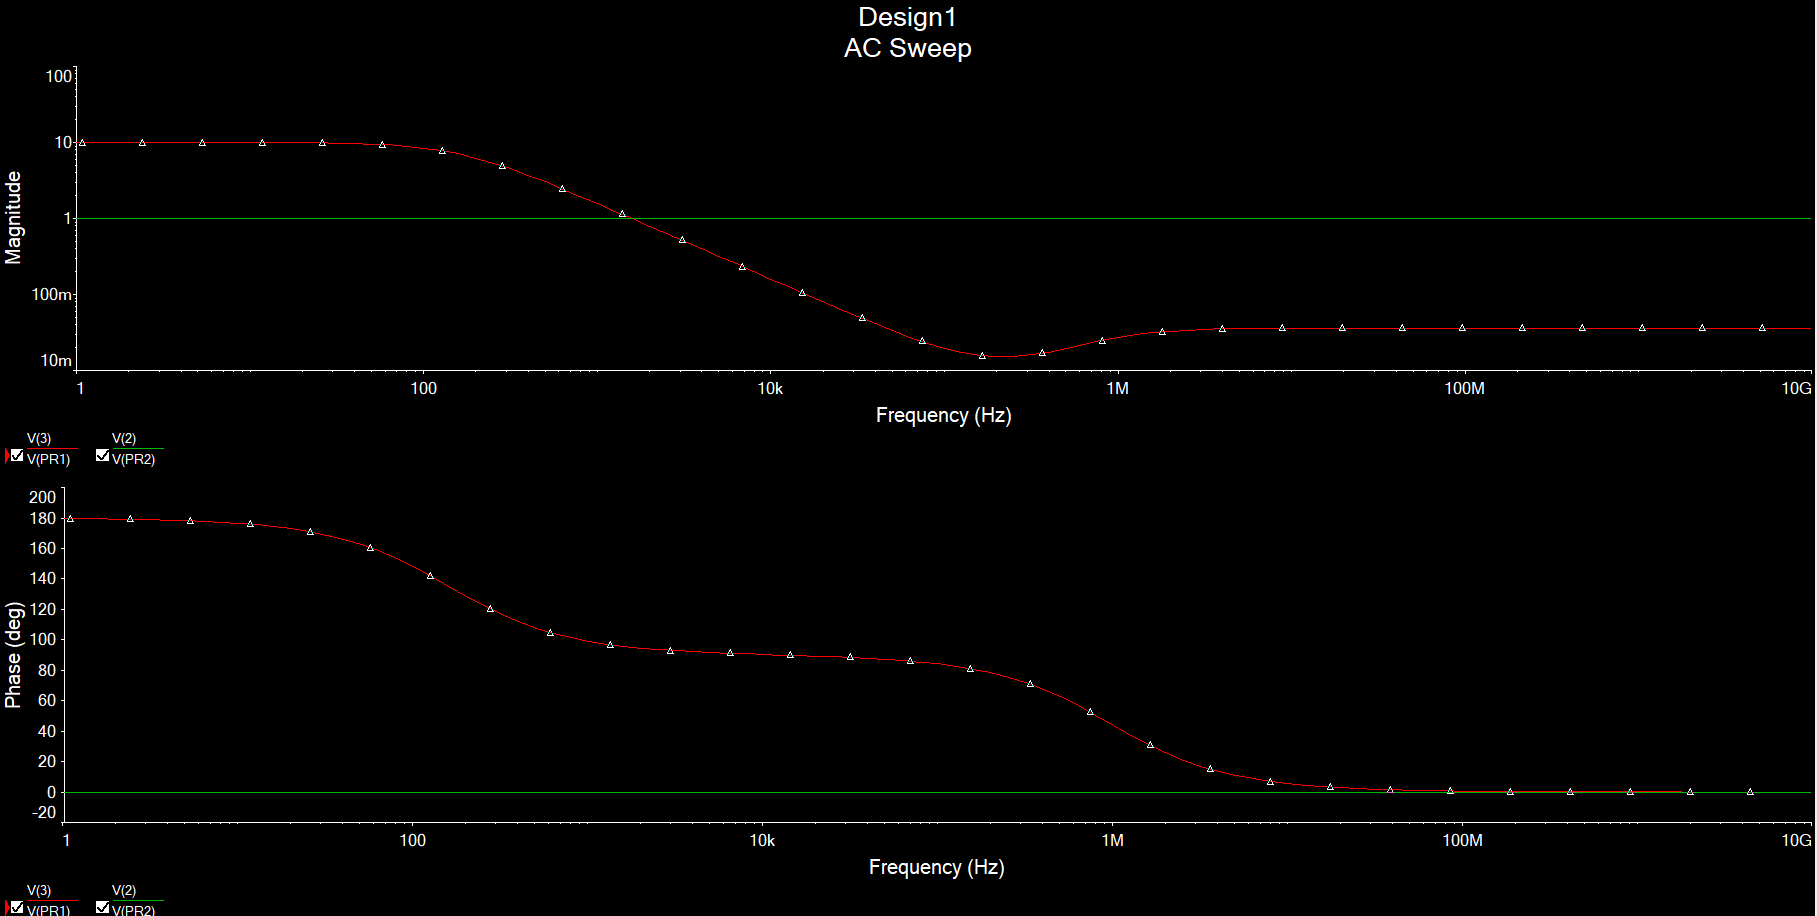 Design1
AC Sweep
100
10
1
100m
10m
Magnitude
1 100 10k 1M 100M 10G
Frequency (Hz)
V(3) V(2)
V(PR1) V(PR2)
200
180
160
140
120
100
80
60
40
20
0
-20
Phase (deg)
1 100 10k 1M 100M 10G
Frequency (Hz)
V(3) V(2)
V(PR1) V(PR2)